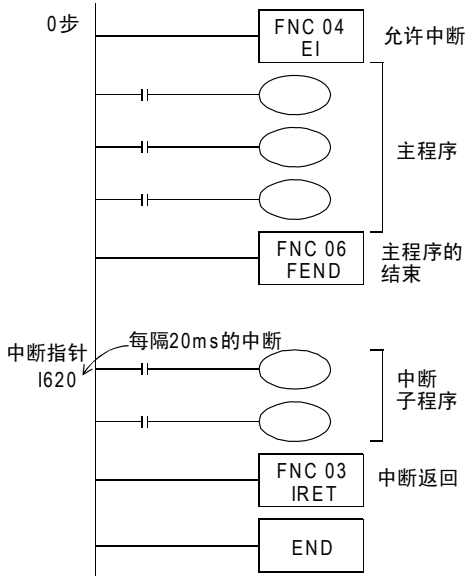 0步
FNC 04
EI
允许中断
主程序
FNC 06
FEND
主程序的
结束
中断指针
I620
每隔20ms的中断
中断
子程序
FNC 03
IRET
中断返回
END